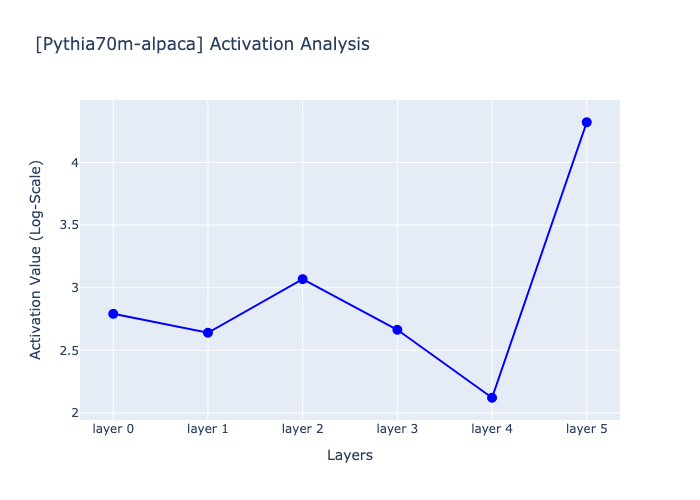 [Pythia70m-alpaca] Activation Analysis
Activation Value (Log-Scale)
4
3.5
3
2.5
2
layer 0 layer 1 layer 2 layer 3 layer 4 layer 5
Layers